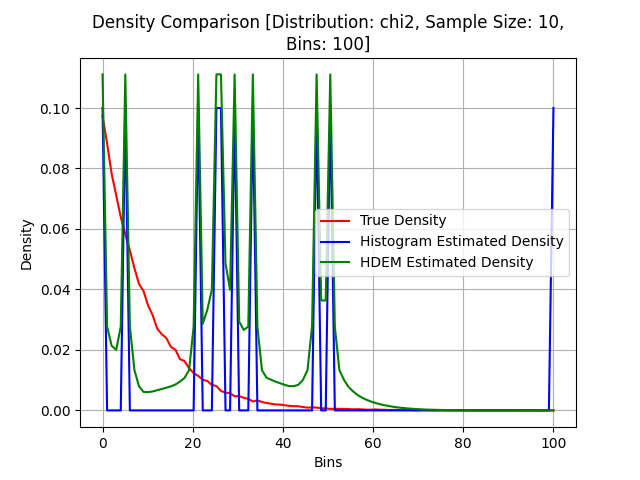 Density Comparison [Distribution: chi2, Sample Size: 10,
Bins: 100]
Density
0.10
0.08
0.06
0.04
0.02
0.00
True Density
Histogram Estimated Density
HDEM Estimated Density
0 20 40 60 80 100
Bins